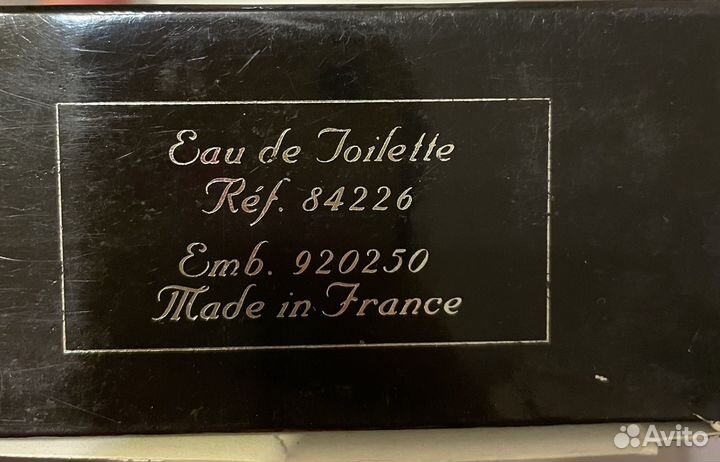 Eau de Toilette
Réf. 84226
Emb. 920250
Made in France
Avito